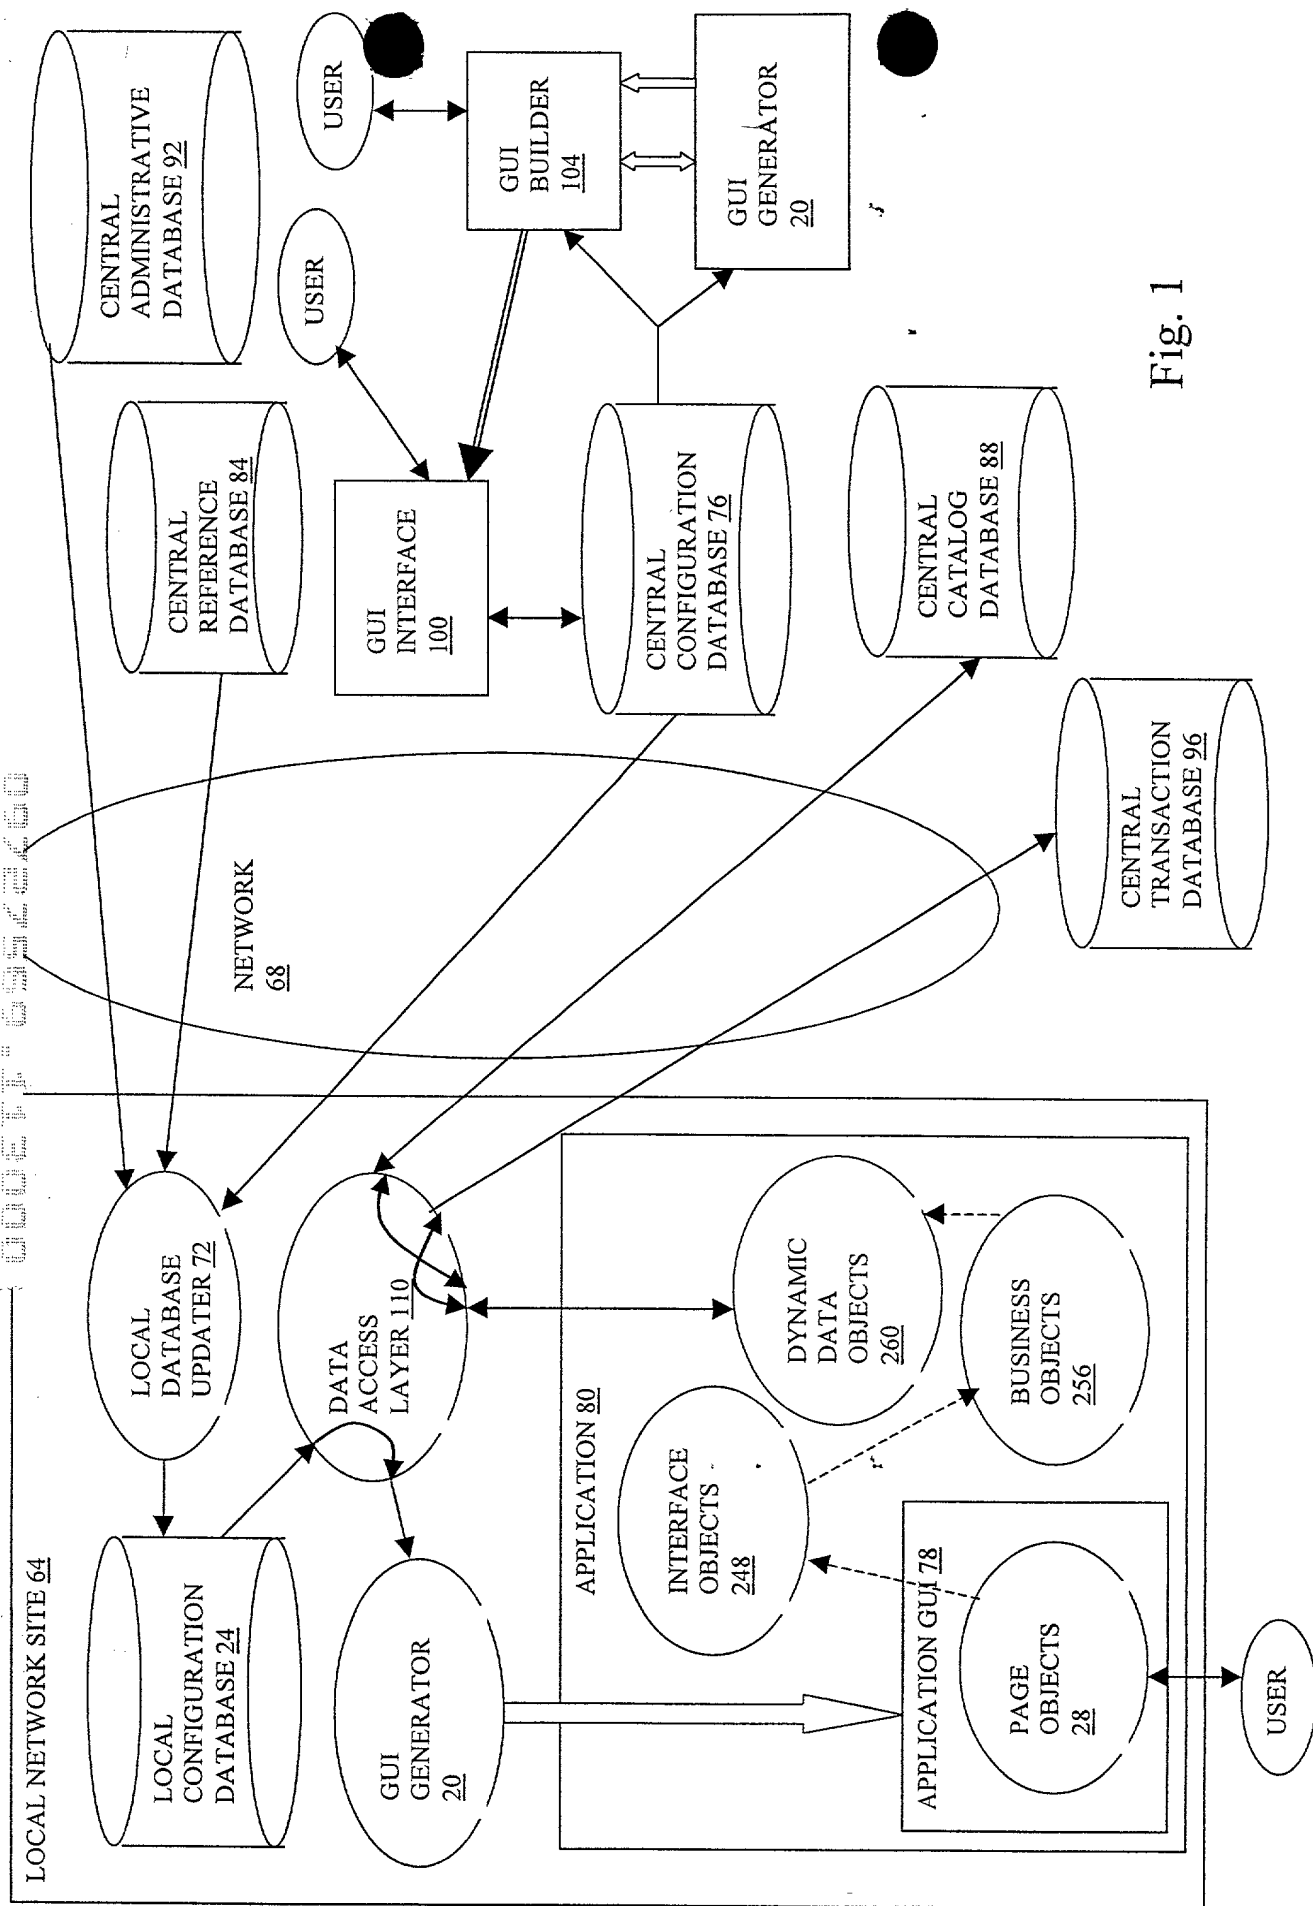 LOCAL NETWORK SITE 64
LOCAL
CONFIGURATION
DATABASE 24
LOCAL
DATABASE
UPDATER 72
GUI
GENERATOR
20
DATA
ACCESS
LAYER 110
APPLICATION 80
INTERFACE
OBJECTS
248
DYNAMIC
DATA
OBJECTS
260
APPLICATION GUI 78
PAGE
OBJECTS
28
BUSINESS
OBJECTS
256
USER
NETWORK
68
CENTRAL
ADMINISTRATIVE
DATABASE 92
CENTRAL
REFERENCE
DATABASE 84
USER
USER
GUI
INTERFACE
100
GUI
BUILDER
104
GUI
GENERATOR
20
CENTRAL
CONFIGURATION
DATABASE 76
CENTRAL
CATALOG
DATABASE 88
CENTRAL
TRANSACTION
DATABASE 96
Fig. 1